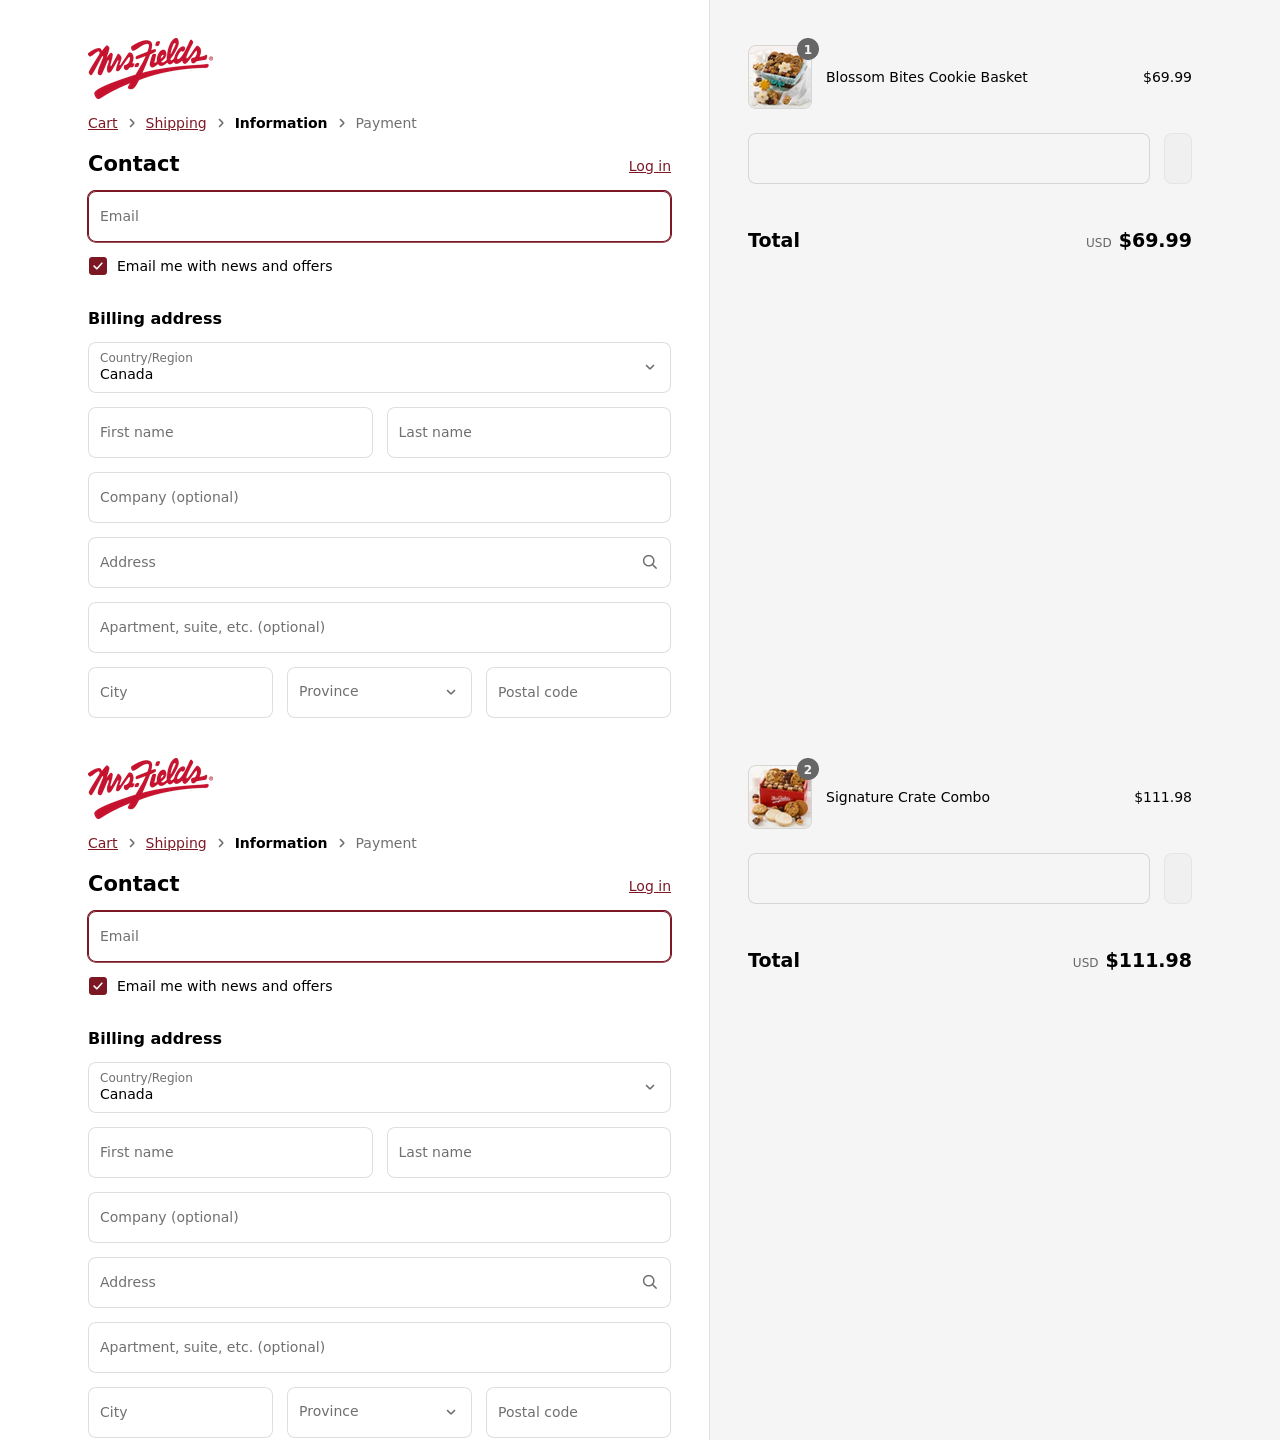 Mrs. Fields®
Cart > Shipping > Information > Payment
Contact
Log in
Email
Email me with news and offers
Billing address
Country/Region
Canada
First name
Last name
Company (optional)
Address
Apartment, suite, etc. (optional)
City
Province
Postal code
1
Blossom Bites Cookie Basket
$69.99
Total
USD $69.99
Mrs. Fields®
Cart > Shipping > Information > Payment
Contact
Log in
Email
Email me with news and offers
Billing address
Country/Region
Canada
First name
Last name
Company (optional)
Address
Apartment, suite, etc. (optional)
City
Province
Postal code
2
Signature Crate Combo
$111.98
Total
USD $111.98